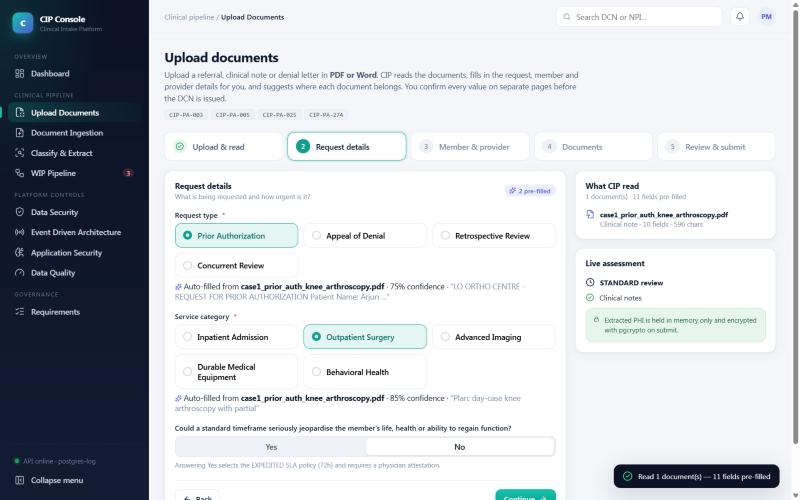 C
CIP Console
Clinical Intake Platform
OVERVIEW
Dashboard
CLINICAL PIPELINE
Upload Documents
Document Ingestion
Classify & Extract
WIP Pipeline 3
PLATFORM CONTROLS
Data Security
Event Driven Architecture
Application Security
Data Quality
GOVERNANCE
Requirements
API online · postgres-log
Collapse menu
Clinical pipeline / Upload Documents
Search DCN or NPI...
PM
Upload documents
Upload a referral, clinical note or denial letter in PDF or Word. CIP reads the documents, fills in the request, member and
provider details for you, and suggests where each document belongs. You confirm every value on separate pages before
the DCN is issued.
CIP-PA-003 CIP-PA-005 CIP-PA-025 CIP-PA-274
Upload & read
2 Request details
3 Member & provider
4 Documents
5 Review & submit
Request details
What is being requested and how urgent is it?
2 pre-filled
Request type *
Prior Authorization
Appeal of Denial
Retrospective Review
Concurrent Review
Auto-filled from case1_prior_auth_knee_arthroscopy.pdf · 75% confidence · "LO ORTHO CENTRE -
REQUEST FOR PRIOR AUTHORIZATION Patient Name: Arjun ..."
Service category *
Inpatient Admission
Outpatient Surgery
Advanced Imaging
Durable Medical
Equipment
Behavioral Health
Auto-filled from case1_prior_auth_knee_arthroscopy.pdf · 85% confidence · "Plan: day-case knee
arthroscopy with partial"
Could a standard timeframe seriously jeopardise the member's life, health or ability to regain function?
Yes
No
Answering Yes selects the EXPEDITED SLA policy (72h) and requires a physician attestation.
Back
Continue
What CIP read
1 document(s) · 11 fields pre-filled
case1_prior_auth_knee_arthroscopy.pdf
Clinical note · 10 fields · 596 chars
Live assessment
STANDARD review
Clinical notes
Extracted PHI is held in memory only and encrypted
with pgcrypto on submit.
Read 1 document(s) — 11 fields pre-filled